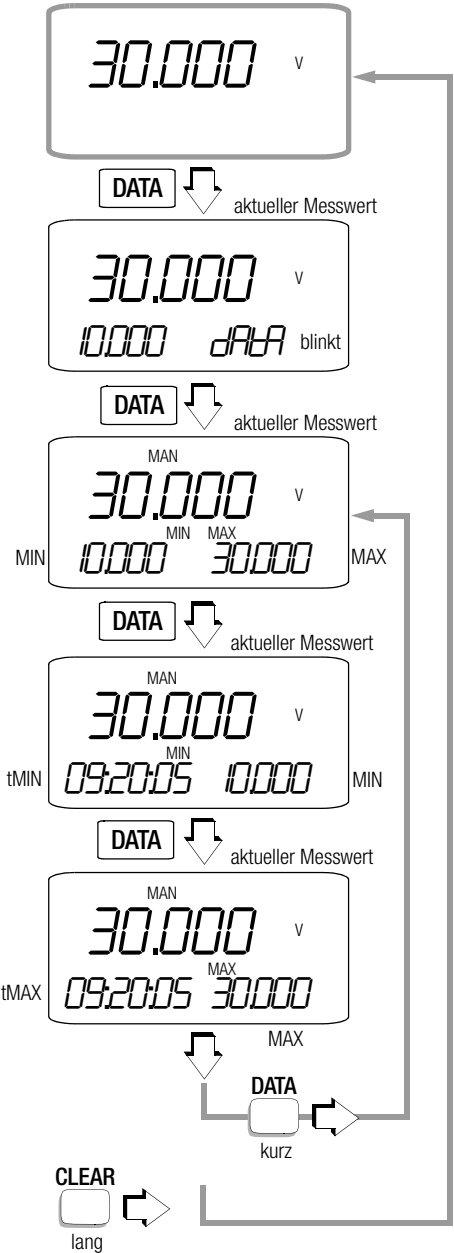 30.000 V
DATA
aktueller Messwert
30.000 V
10.000 dAtA blinkt
DATA
aktueller Messwert
MAN
30.000 V
MIN MAX
MIN 10.000 30.000 MAX
DATA
aktueller Messwert
MAN
30.000 V
MIN
tMIN 09:20:05 10.000 MIN
DATA
aktueller Messwert
MAN
30.000 V
MAX
tMAX 09:20:05 30.000
MAX
DATA
kurz
CLEAR
lang